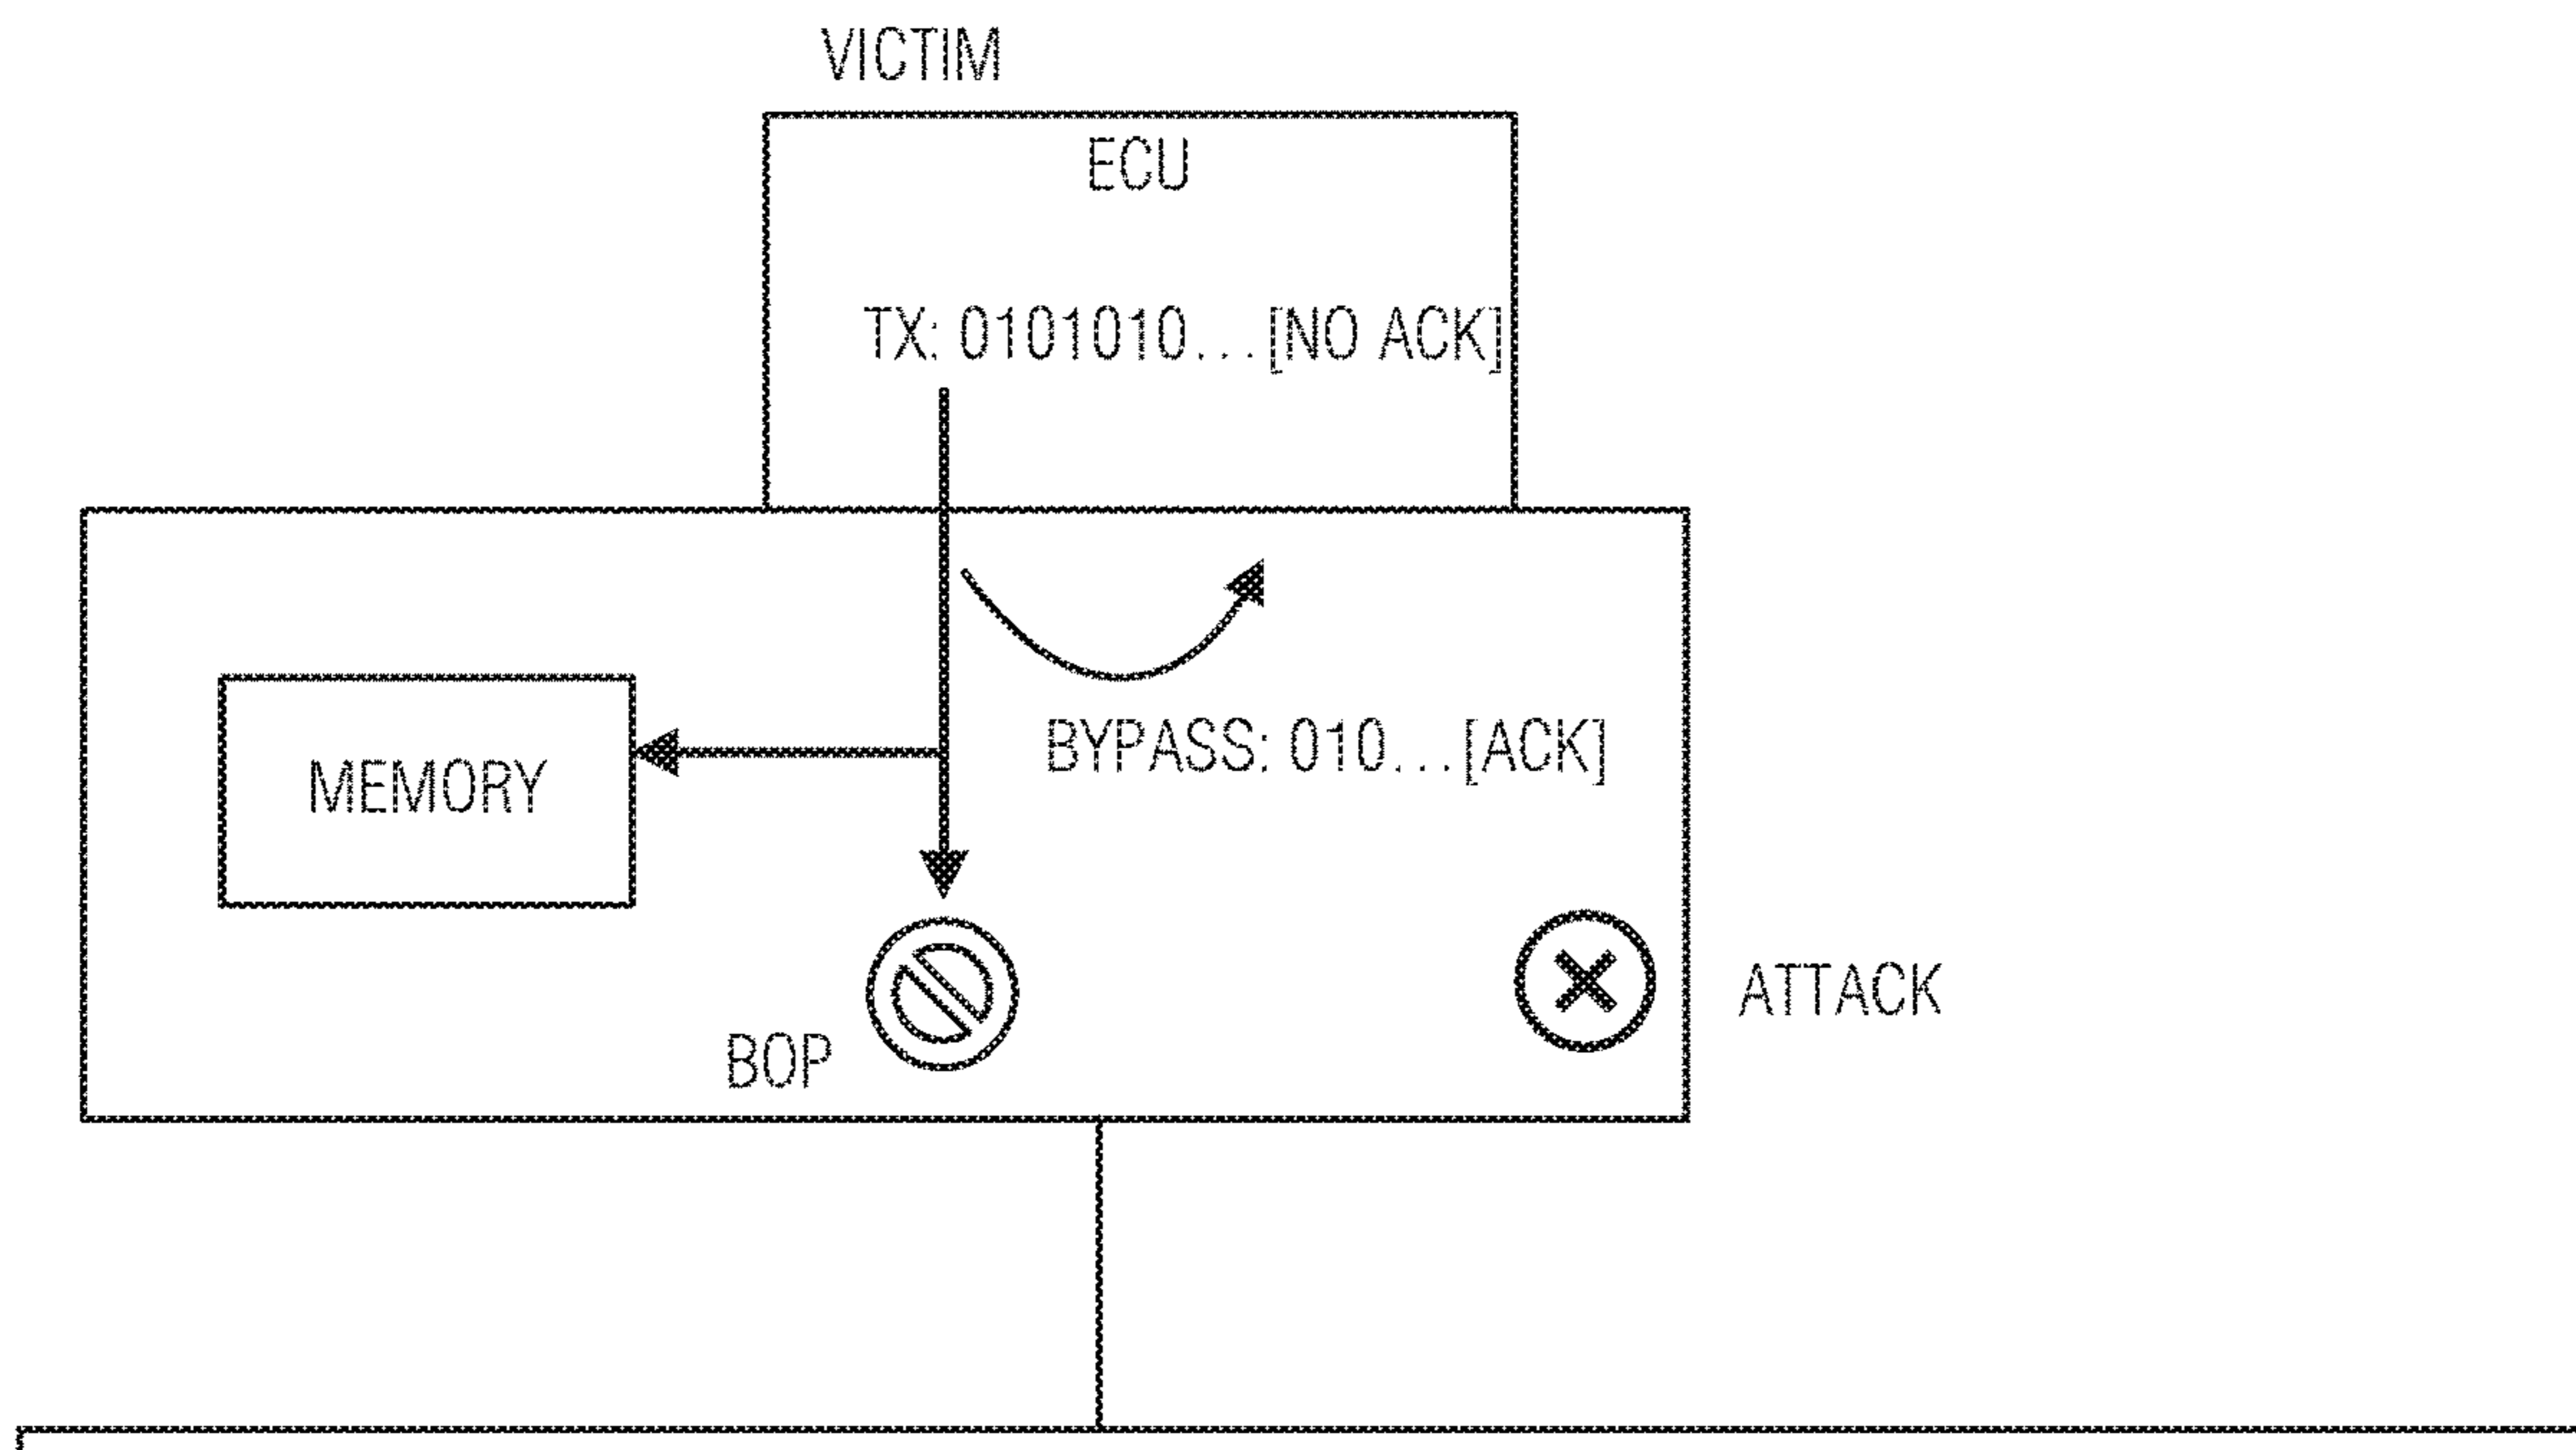 VICTIM
ECU
TX: 0101010...[NO ACK]
BYPASS: 010...[ACK]
MEMORY
ATTACK
BOP